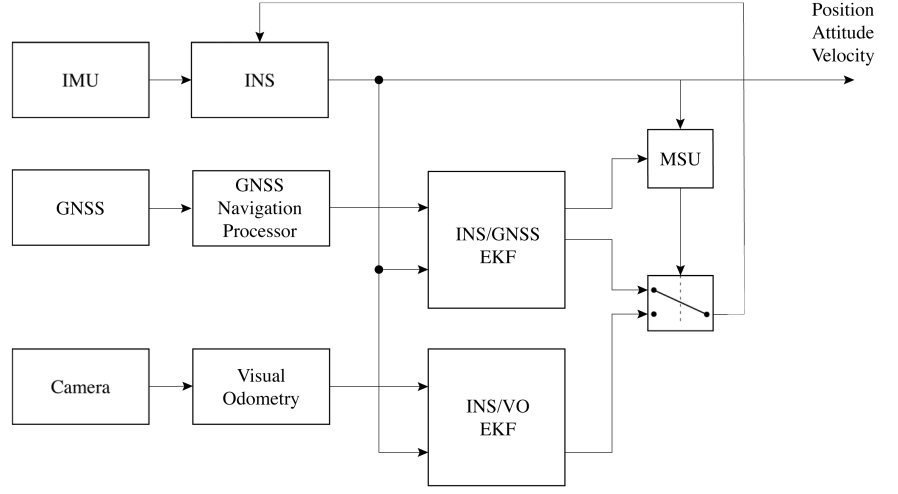 Position
Attitude
Velocity
IMU
INS
MSU
GNSS
GNSS
Navigation
Processor
INS/GNSS
EKF
Camera
Visual
Odometry
INS/VO
EKF